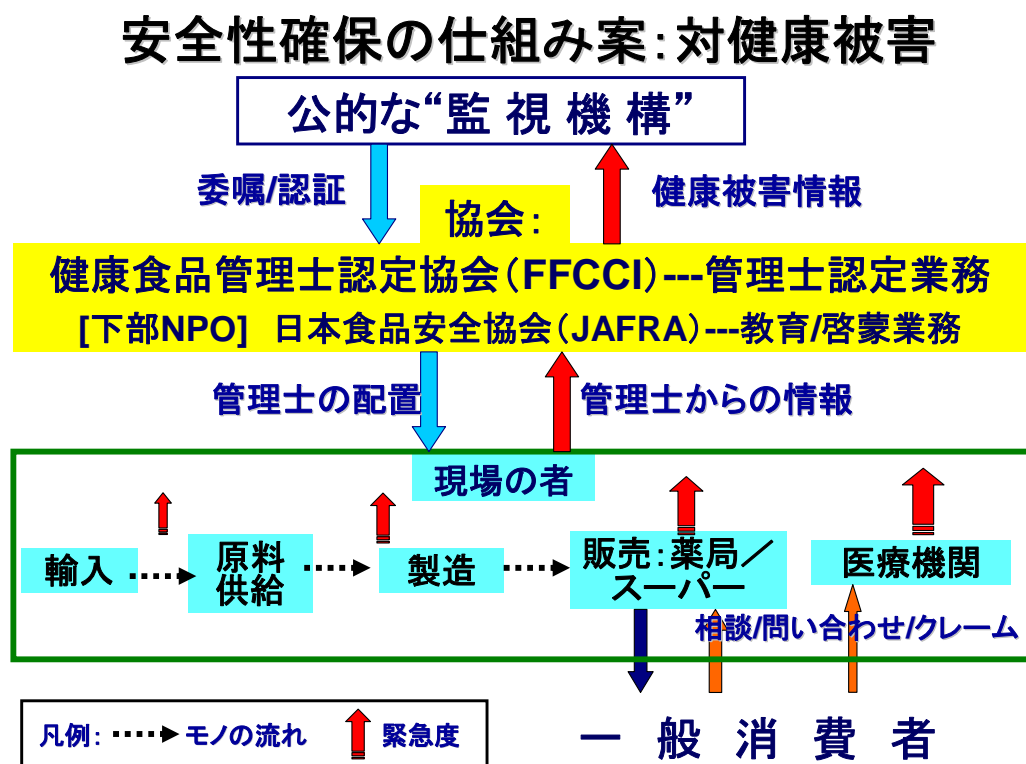 安全性確保の仕組み案：対健康被害
公的な“監 視 機 構”
委嘱/認証
健康被害情報
協会：
健康食品管理士認定協会（FFCCI）---管理士認定業務
[下部NPO]　日本食品安全協会（JAFRA）---教育/啓蒙業務
管理士の配置
管理士からの情報
現場の者
輸入
原料
供給
製造
販売：薬局／
スーパー
医療機関
相談/問い合わせ/クレーム
凡例：
モノの流れ
緊急度
一 般 消 費 者